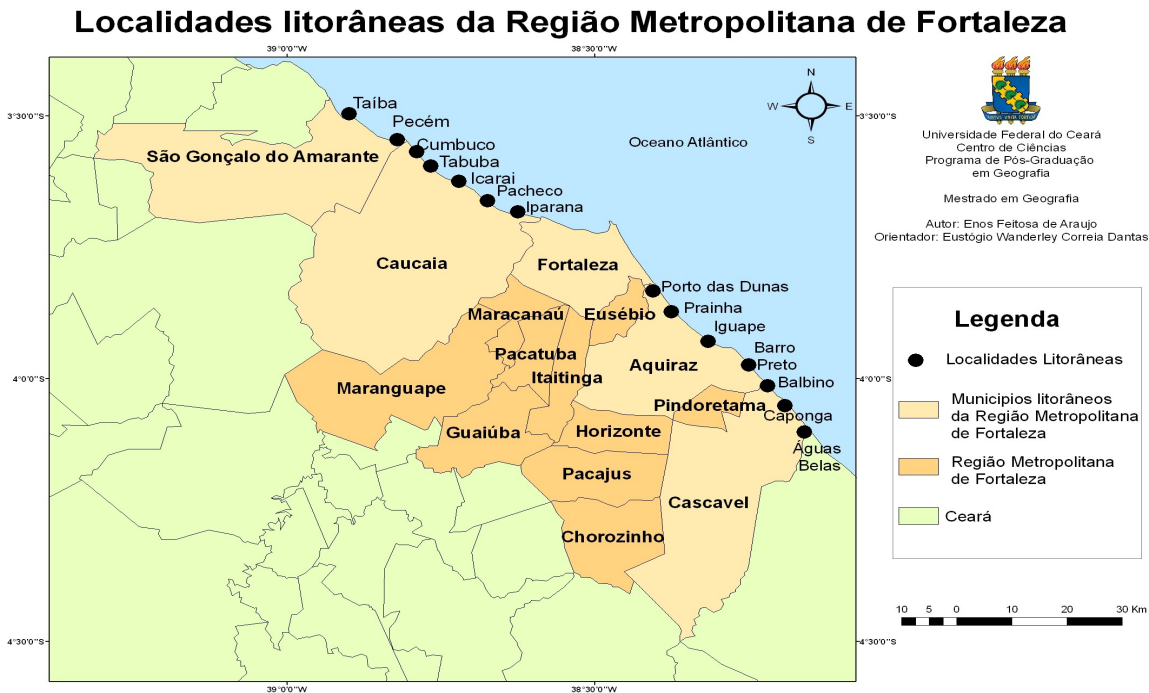 Localidades litorâneas da Região Metropolitana de Fortaleza
39°0'0"W
38°30'0"W
3°30'0"S
3°30'0"S
N
W
E
S
Taíba
Pecém
Cumbuco
Tabuba
Icarai
Pacheco
Iparana
Oceano Atlântico
São Gonçalo do Amarante
Caucaia
Fortaleza
Porto das Dunas
Prainha
Iguape
Barro
Preto
Balbino
Caponga
Águas
Belas
Maracanaú
Eusébio
Pacatuba
Itaitinga
Aquiraz
Maranguape
Pindoretama
Guaiúba
Horizonte
Pacajus
Cascavel
Chorozinho
4°0'0"S
4°0'0"S
4°30'0"S
4°30'0"S
39°0'0"W
38°30'0"W
Universidade Federal do Ceará
Centro de Ciências
Programa de Pós-Graduação
em Geografia
Mestrado em Geografia
Autor: Enos Feitosa de Araujo
Orientador: Eustógio Wanderley Correia Dantas
Legenda
Localidades Litorâneas
Municipios litorâneos
da Região Metropolitana
de Fortaleza
Região Metropolitana
de Fortaleza
Ceará
10 5 0 10 20 30 Km